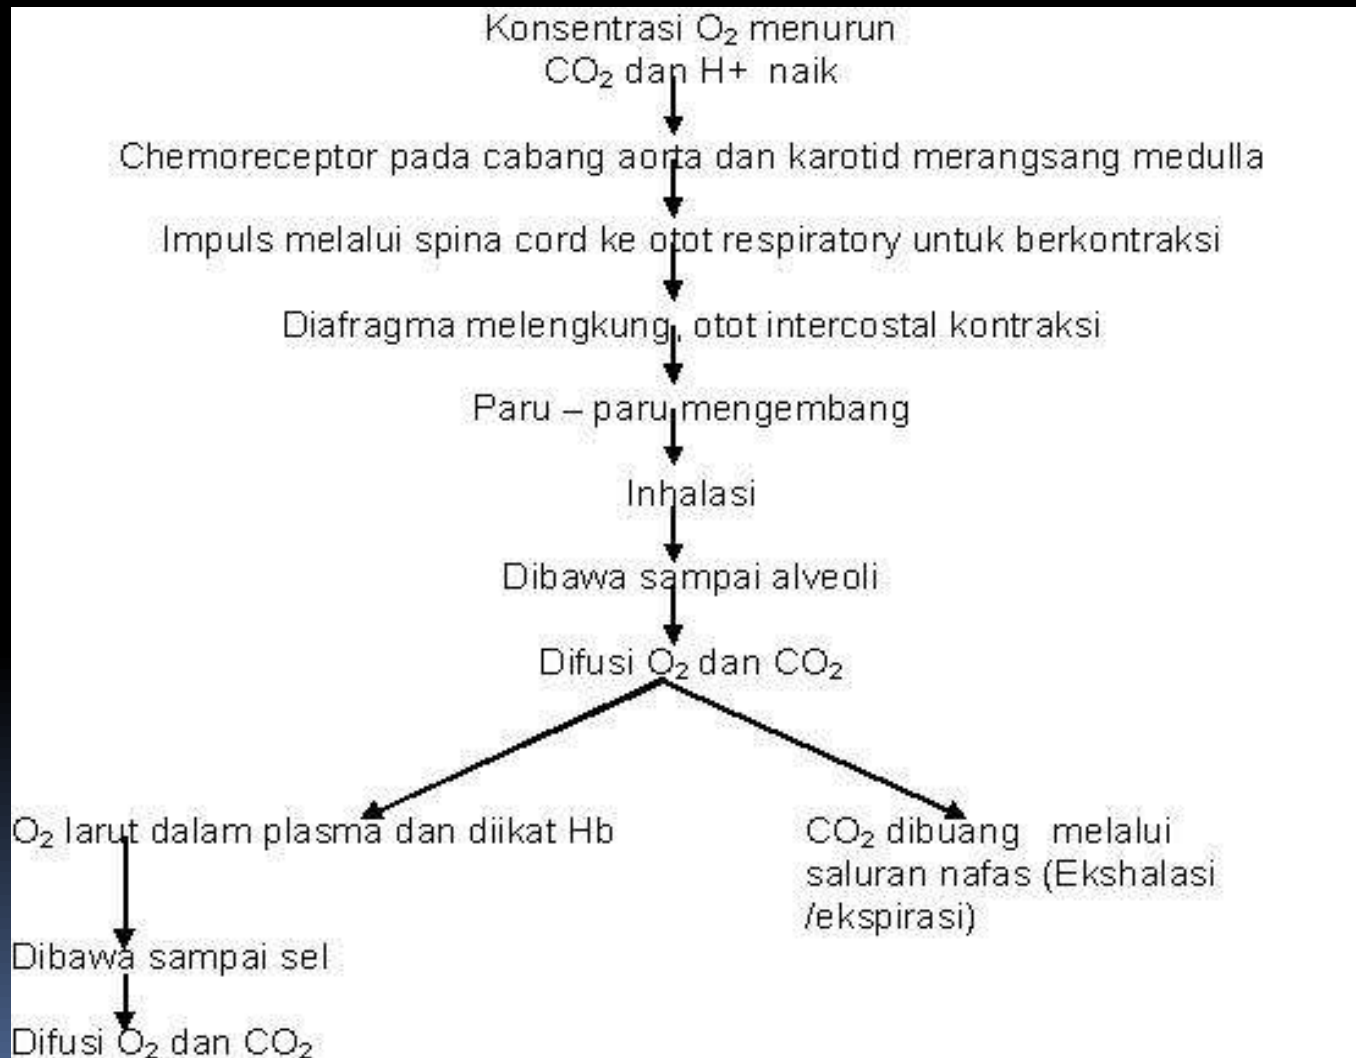 Konsentrasi O₂ menurun
CO₂ dan H+ naik
Chemoreceptor pada cabang aorta dan karotid merangsang medulla
Impuls melalui spina cord ke otot respiratory untuk berkontraksi
Diafragma melengkung, otot intercostal kontraksi
Paru – paru mengembang
Inhalasi
Dibawa sampai alveoli
Difusi O₂ dan CO₂
O₂ larut dalam plasma dan diikat Hb
CO₂ dibuang melalui
saluran nafas (Ekshalasi
/ekspirasi)
Dibawa sampai sel
Difusi O₂ dan CO₂